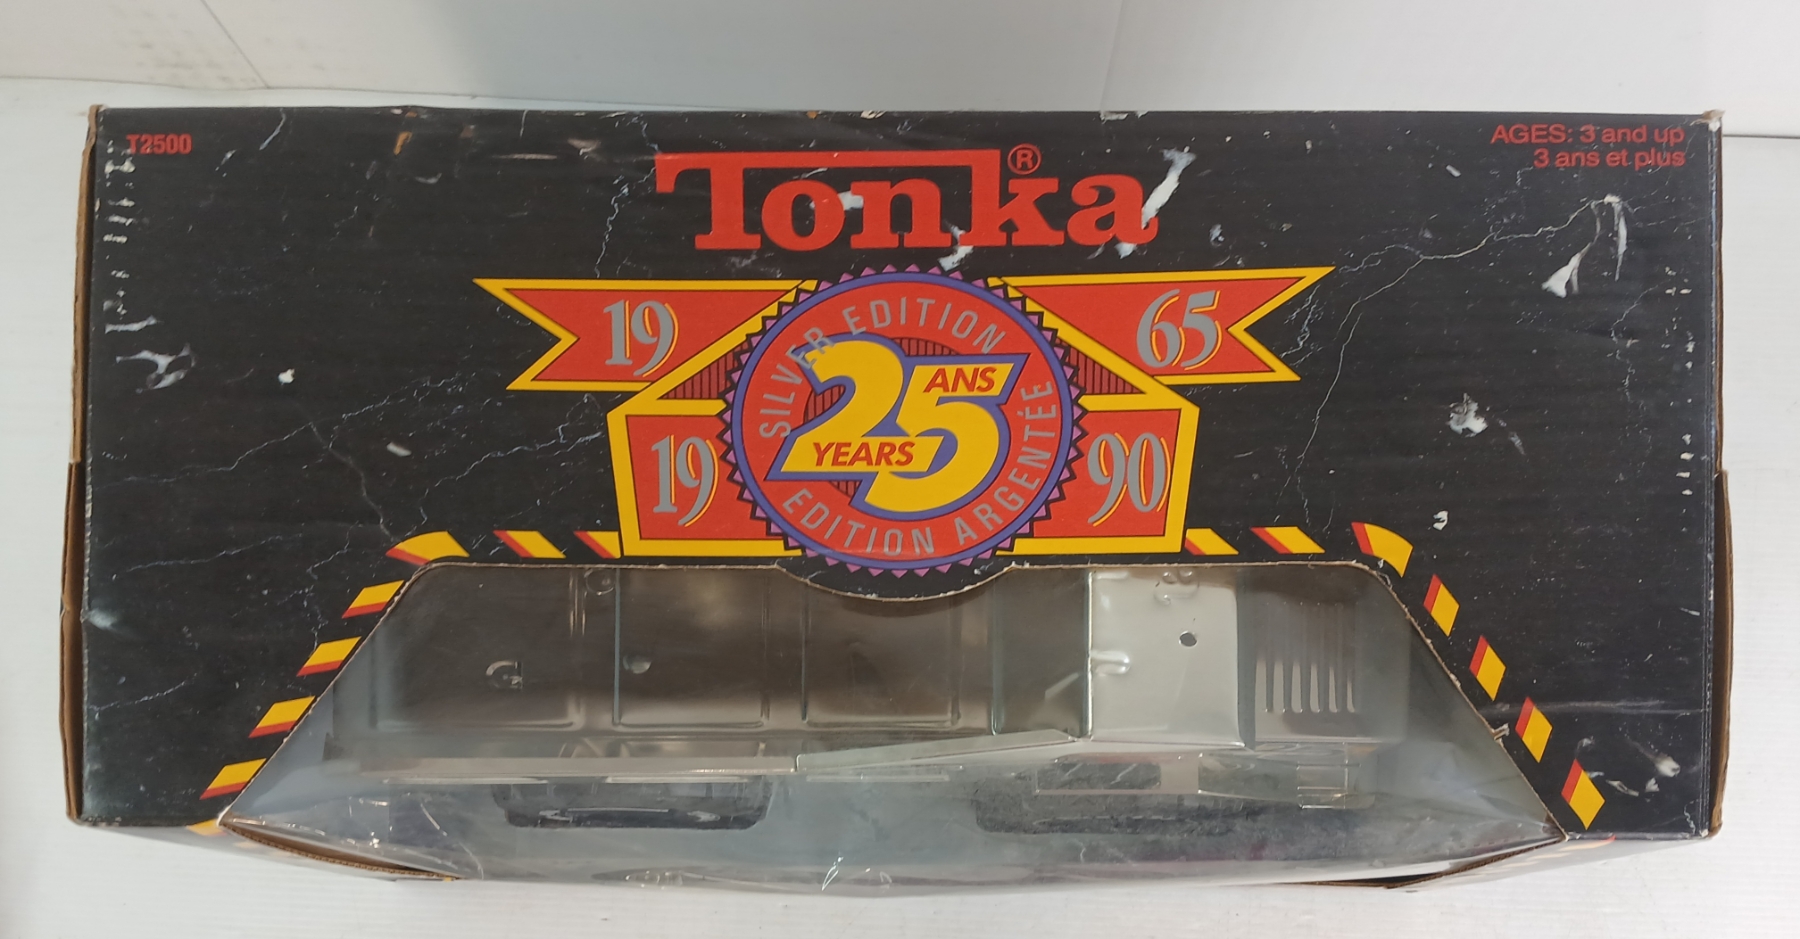 T2500
AGES: 3 and up
3 ans et plus
Tonka®
19 65
SILVER EDITION
25
ANS
YEARS
19 90
EDITION ARGENTÉE